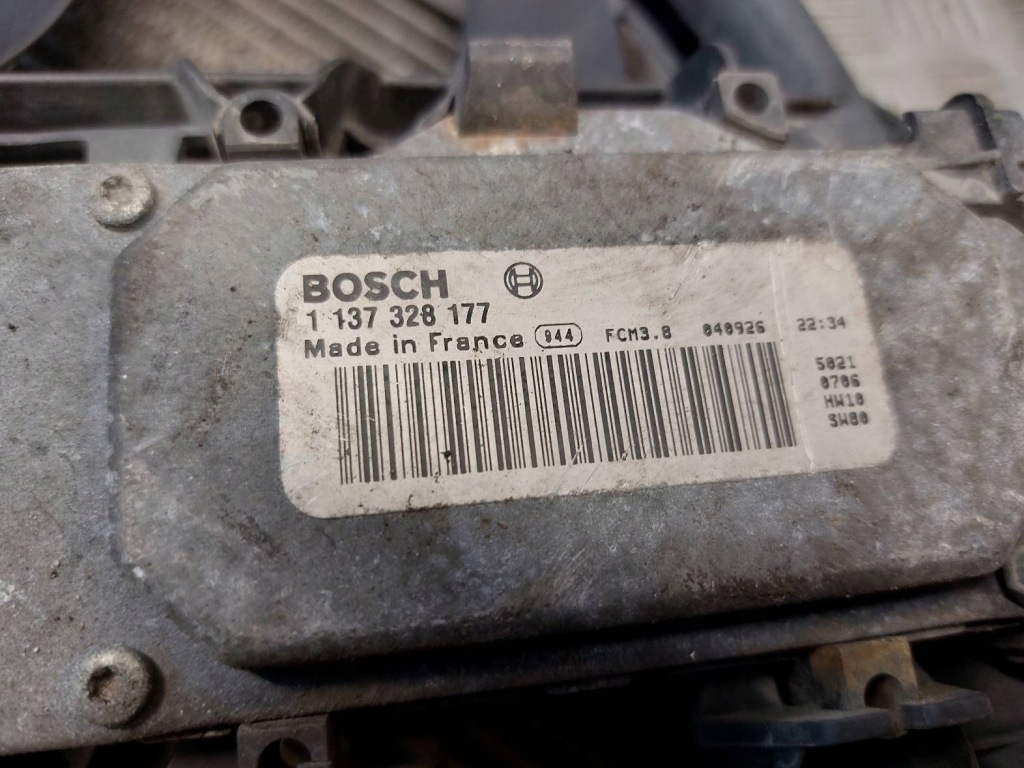 BOSCH
1 137 328 177
Made in France 944 FCM3.8 040926 22:34
5021
0706
HW10
SW80